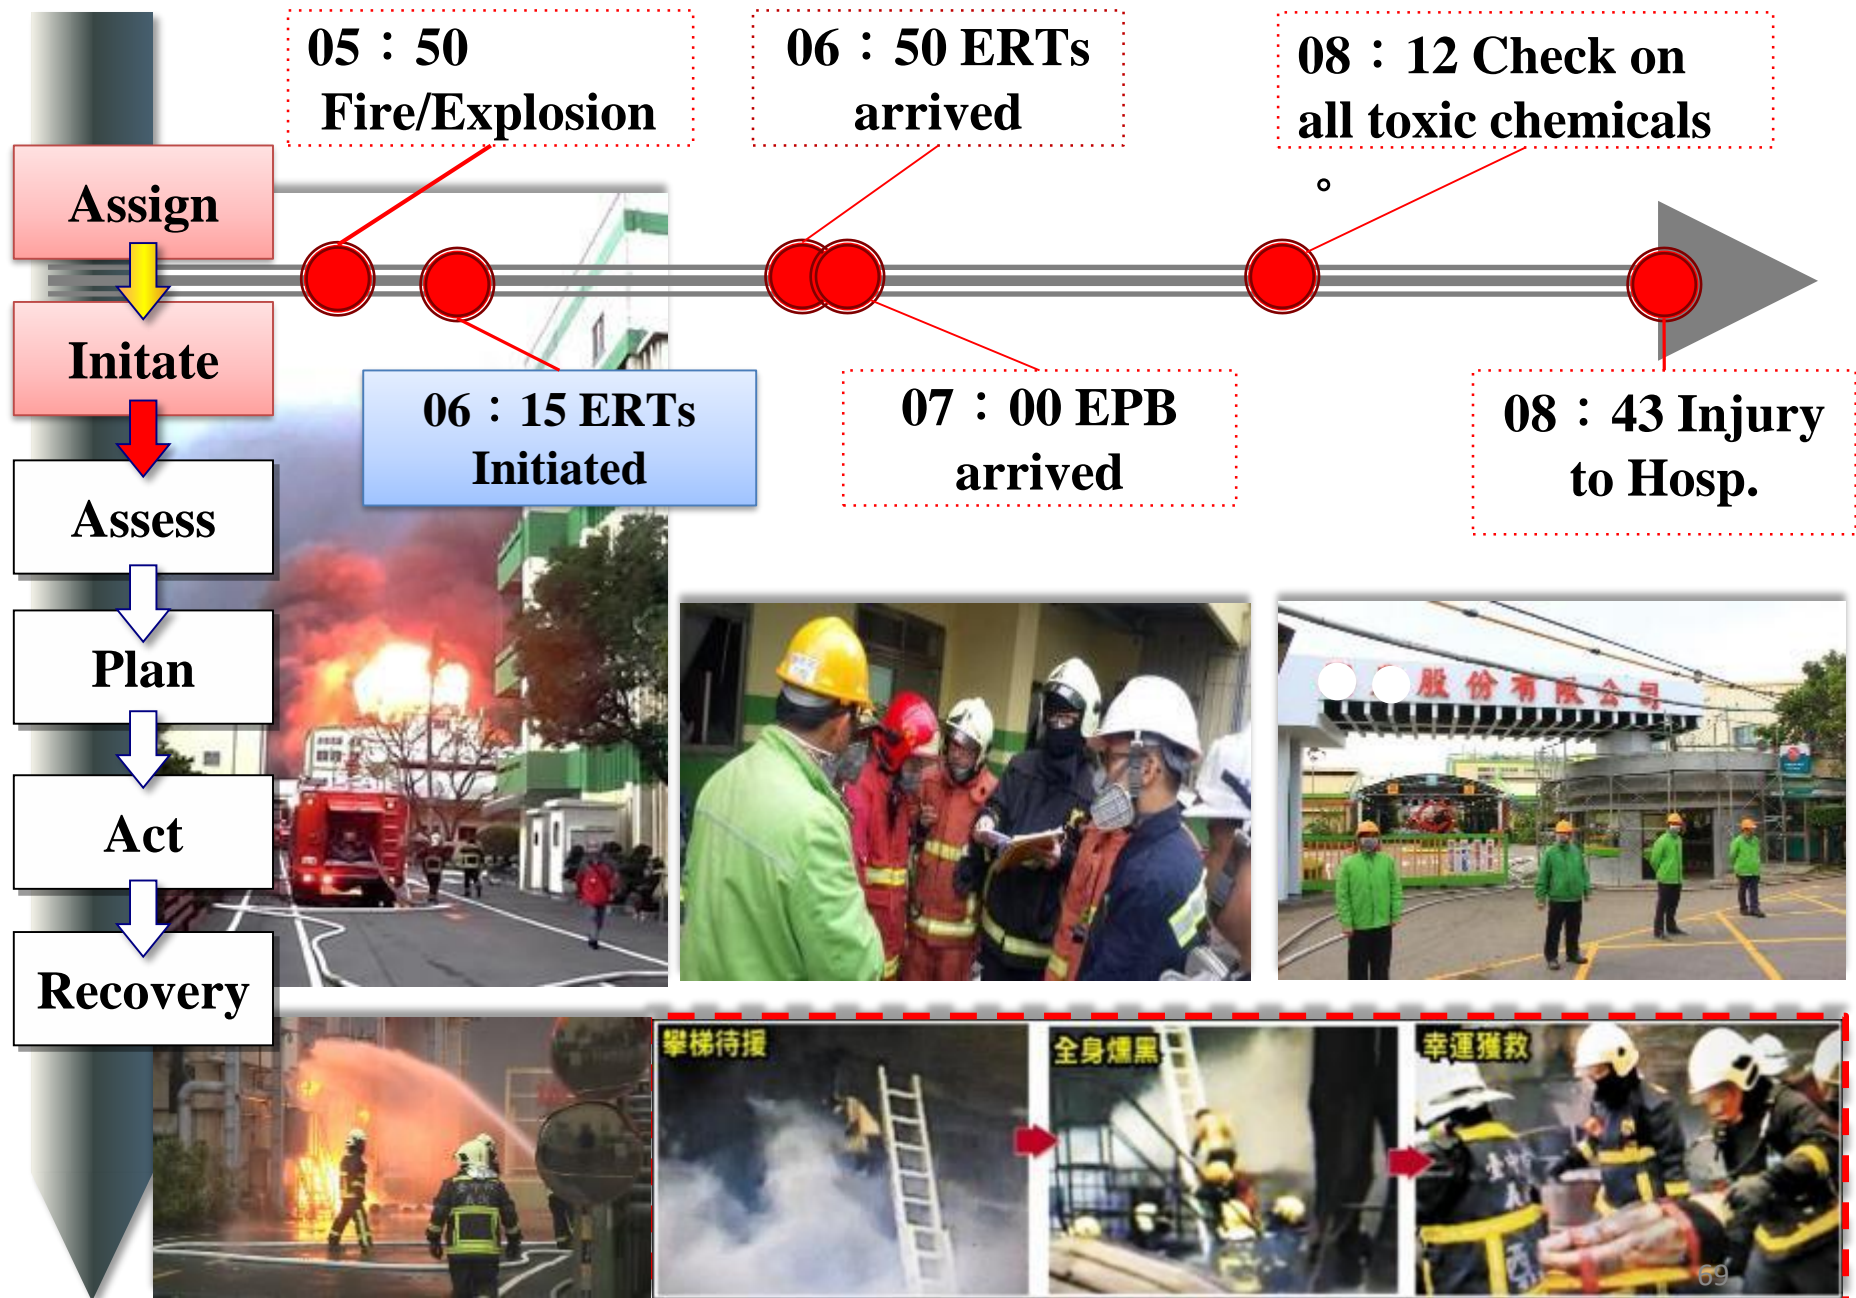 05：50
Fire/Explosion
06：50 ERTs
arrived
08：12 Check on
all toxic chemicals
。
Assign
Initate
Assess
Plan
Act
Recovery
06：15 ERTs
Initiated
07：00 EPB
arrived
08：43 Injury
to Hosp.
股份有限公司
攀梯待援
全身燻黑
幸運獲救
69